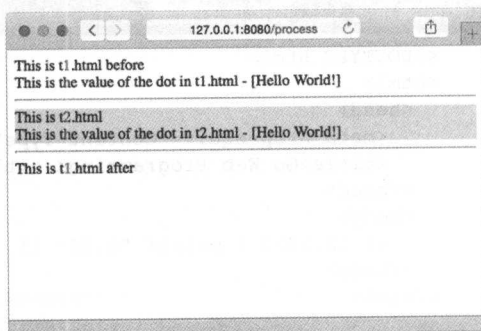 127.0.0.1:8080/process
This is t1.html before
This is the value of the dot in t1.html - [Hello World!]
This is t2.html
This is the value of the dot in t2.html - [Hello World!]
This is t1.html after